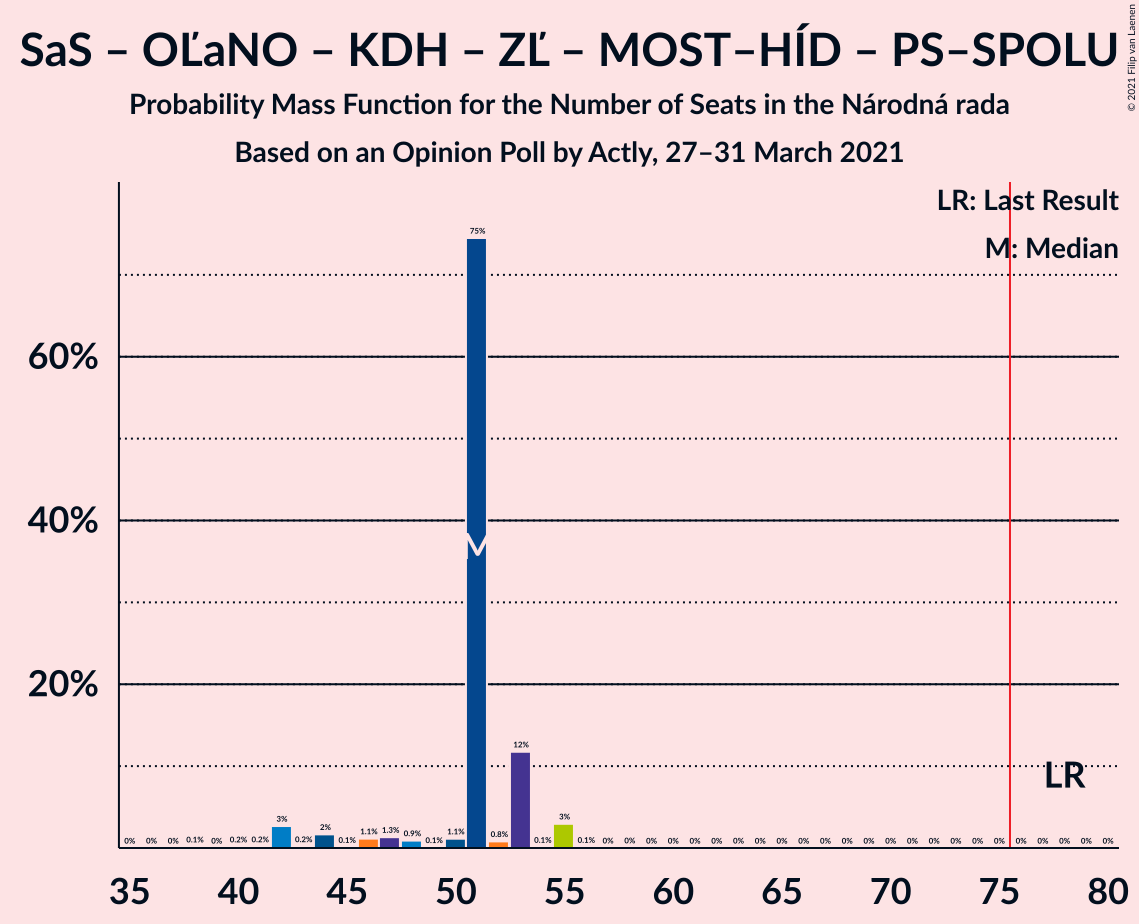 SaS – OĽaNO – KDH – ZĽ – MOST–HÍD – PS–SPOLU
Probability Mass Function for the Number of Seats in the Národná rada
Based on an Opinion Poll by Actly, 27–31 March 2021
© 2021 Filip van Laenen
LR: Last Result
M: Median
75%
60%
40%
M
20%
12%
LR
0% 0% 0% 0.1% 0% 0.2% 0.2% 3% 0.2% 2% 0.1% 1.1% 1.3% 0.9% 0.1% 1.1% 0.8% 0.1% 3% 0.1% 0% 0% 0% 0% 0% 0% 0% 0% 0% 0% 0% 0% 0% 0% 0% 0% 0% 0% 0% 0% 0% 0% 0% 0%
35 40 45 50 55 60 65 70 75 80